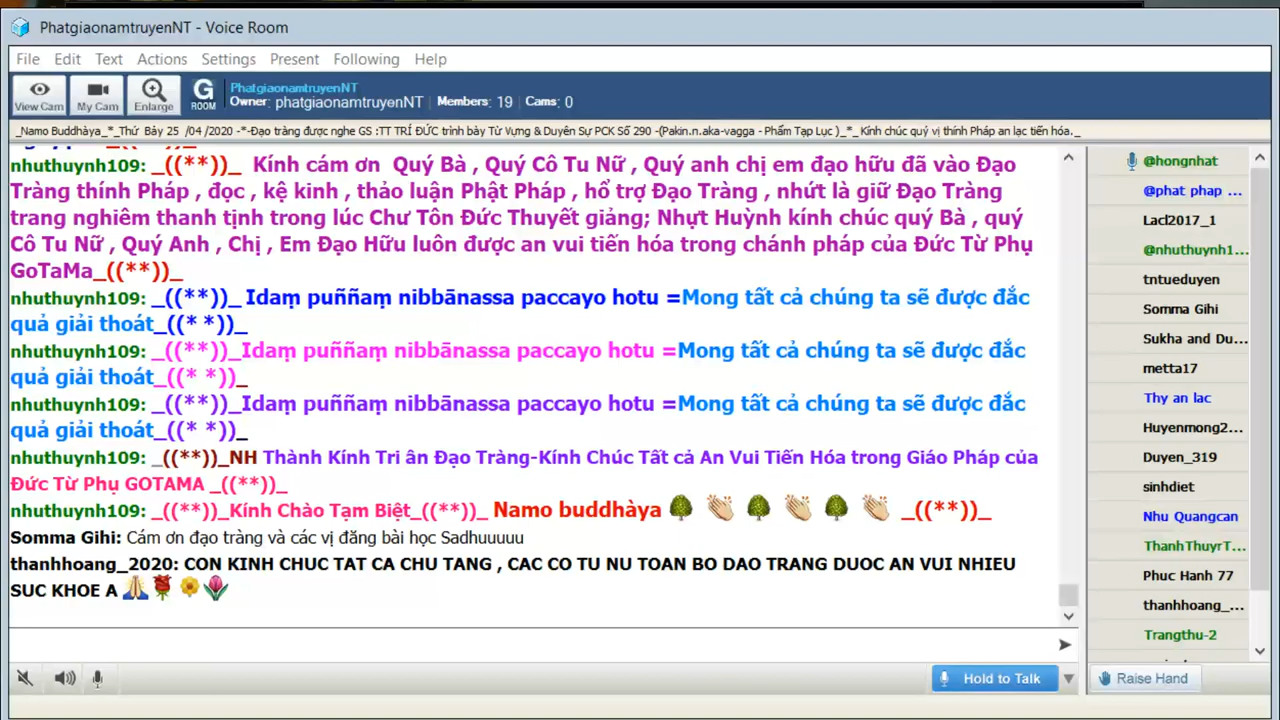 PhatgiaonamtruyenNT - Voice Room
File Edit Text Actions Settings Present Following Help
View Cam My Cam Enlarge G ROOM
PhatgiaonamtruyenNT
Owner: phatgiaonamtruyenNT Members: 19 Cams: 0
_Namo Buddhàya_*_Thứ Bảy 25 /04 /2020 -*-Đạo tràng được nghe GS :TT TRÍ ĐỨC trình bày Từ Vựng & Duyên Sự PCK Số 290 -(Pakin.n.aka-vagga - Phẩm Tạp Lục )_*_ Kính chúc quý vị thính Pháp an lạc tiến hóa._
nhuthuynh109: _((**))_ Kính cám ơn Quý Bà , Quý Cô Tu Nữ , Quý anh chị em đạo hữu đã vào Đạo
Tràng thính Pháp , đọc , kệ kinh , thảo luận Phật Pháp , hổ trợ Đạo Tràng , nhứt là giữ Đạo Tràng
trang nghiêm thanh tịnh trong lúc Chư Tôn Đức Thuyết giảng; Nhựt Huỳnh kính chúc quý Bà , quý
Cô Tu Nữ , Quý Anh , Chị , Em Đạo Hữu luôn được an vui tiến hóa trong chánh pháp của Đức Từ Phụ
GoTaMa_((**))_
nhuthuynh109: _((**))_ Idaṃ puññaṃ nibbānassa paccayo hotu =Mong tất cả chúng ta sẽ được đắc
quả giải thoát_((* *))_
nhuthuynh109: _((**))_Idaṃ puññaṃ nibbānassa paccayo hotu =Mong tất cả chúng ta sẽ được đắc
quả giải thoát_((* *))_
nhuthuynh109: _((**))_Idaṃ puññaṃ nibbānassa paccayo hotu =Mong tất cả chúng ta sẽ được đắc
quả giải thoát_((* *))_
nhuthuynh109: _((**))_NH Thành Kính Tri ân Đạo Tràng-Kính Chúc Tất cả An Vui Tiến Hóa trong Giáo Pháp của
Đức Từ Phụ GOTAMA _((**))_
nhuthuynh109: _((**))_Kính Chào Tạm Biệt_((**))_ Namo buddhàya 🌳 👏 🌳 👏 🌳 👏 _((**))_
Somma Gihi: Cám ơn đạo tràng và các vị đăng bài học Sadhuuuuu
thanhhoang_2020: CON KINH CHUC TAT CA CHU TANG , CAC CO TU NU TOAN BO DAO TRANG DUOC AN VUI NHIEU
SUC KHOE A 🙏🌹🌼🌷
@hongnhat
@phat phap ...
Lacl2017_1
@nhuthuynh1...
tntueduyen
Somma Gihi
Sukha and Du...
metta17
Thy an lac
Huyenmong2...
Duyen_319
sinhdiet
Nhu Quangcan
ThanhThuyrT...
Phuc Hanh 77
thanhhoang_...
Trangthu-2
Hold to Talk
Raise Hand